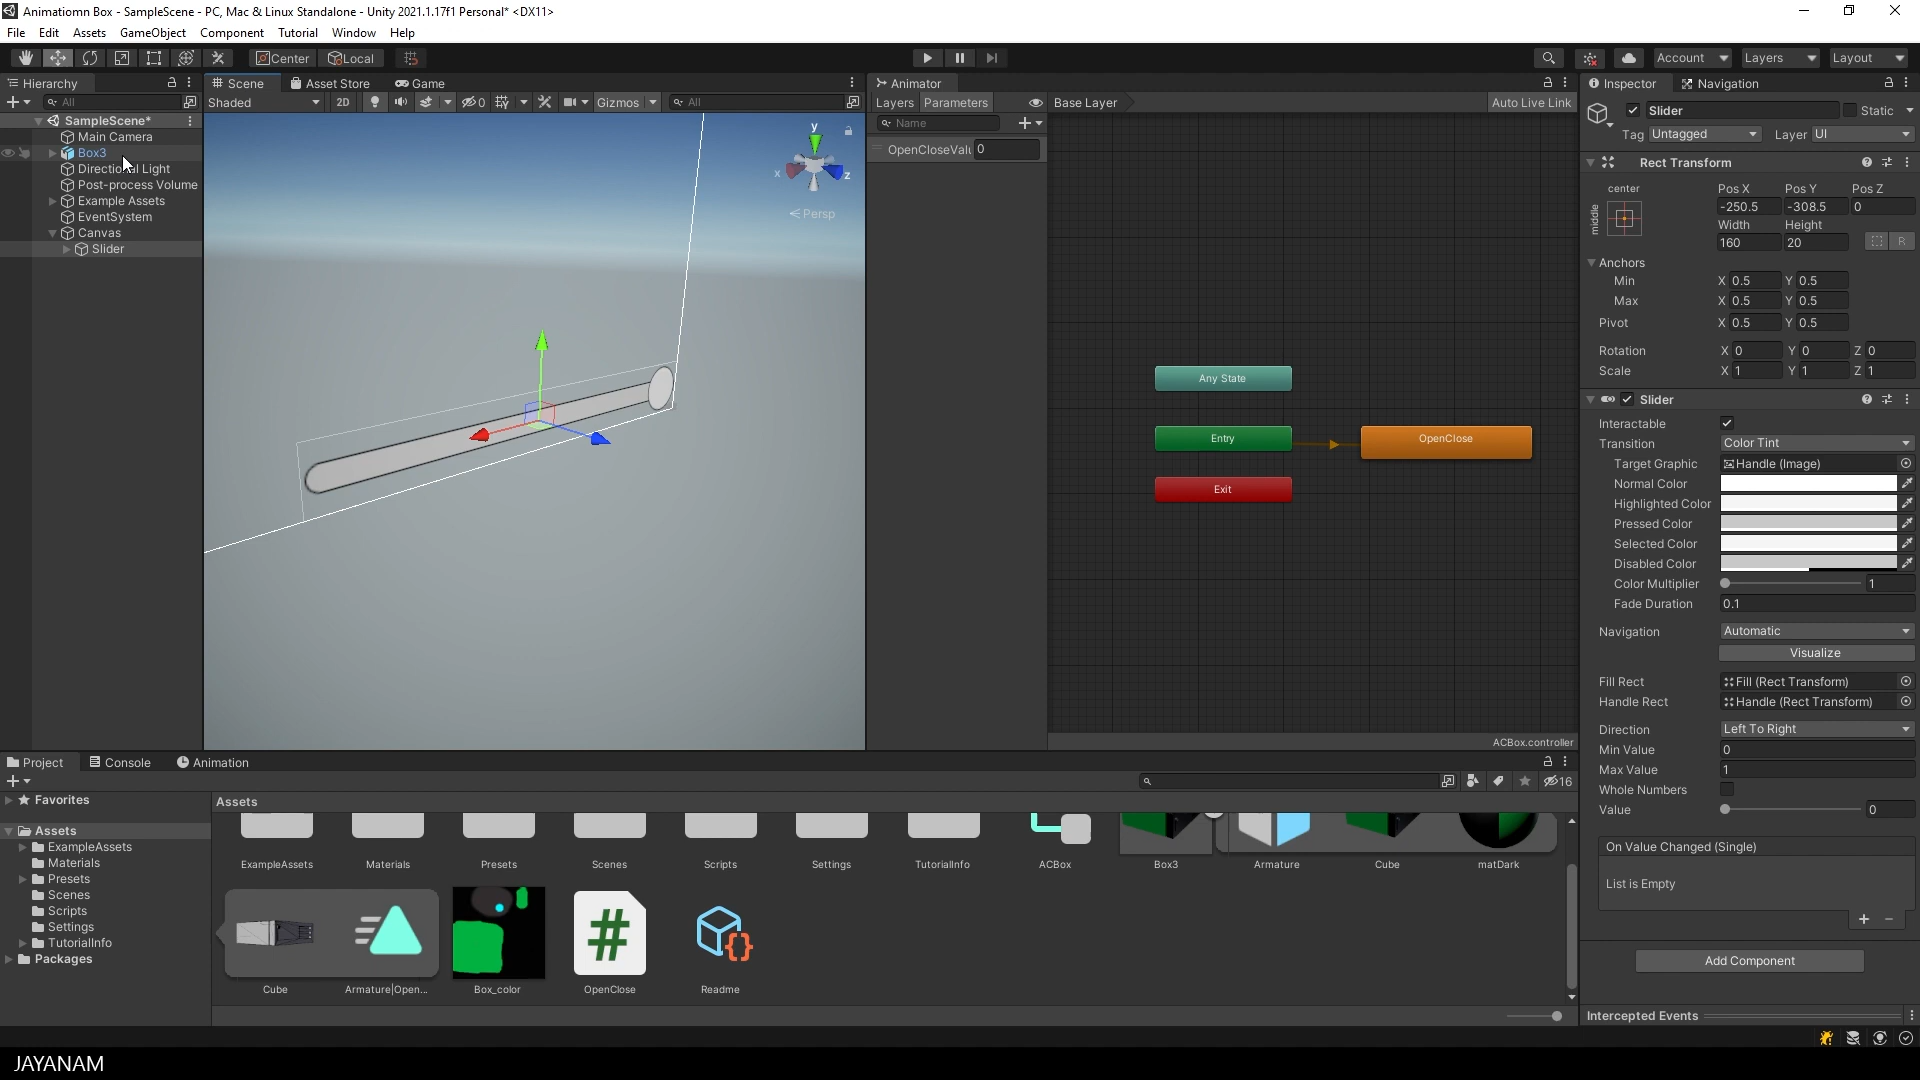 Animatiomn Box - SampleScene - PC, Mac & Linux Standalone - Unity 2021.1.17f1 Personal* <DX11>
File Edit Assets GameObject Component Tutorial Window Help
Center Local Account Layers Layout
Hierarchy
All
SampleScene*
Main Camera
Box3
Directional Light
Post-process Volume
Example Assets
EventSystem
Canvas
Slider
Scene Asset Store Game
Shaded 2D 0 Gizmos All
y
x z
Persp
Animator
Layers Parameters Base Layer Auto Live Link
Name
OpenCloseValu 0
Any State
Entry
OpenClose
Exit
ACBox.controller
Inspector Navigation
Slider Static
Tag Untagged Layer UI
Rect Transform
center Pos X Pos Y Pos Z
middle -250.5 -308.5 0
Width Height
160 20 R
Anchors
Min X 0.5 Y 0.5
Max X 0.5 Y 0.5
Pivot X 0.5 Y 0.5
Rotation X 0 Y 0 Z 0
Scale X 1 Y 1 Z 1
Slider
Interactable
Transition Color Tint
Target Graphic Handle (Image)
Normal Color
Highlighted Color
Pressed Color
Selected Color
Disabled Color
Color Multiplier 1
Fade Duration 0.1
Navigation Automatic
Visualize
Fill Rect Fill (Rect Transform)
Handle Rect Handle (Rect Transform)
Direction Left To Right
Min Value 0
Max Value 1
Whole Numbers
Value 0
On Value Changed (Single)
List is Empty
+ -
Add Component
Intercepted Events
Project Console Animation
16
Favorites
Assets
ExampleAssets
Materials
Presets
Scenes
Scripts
Settings
TutorialInfo
Packages
Assets
ExampleAssets Materials Presets Scenes Scripts Settings TutorialInfo ACBox Box3 Armature Cube matDark
Cube Armature|Open... Box_color OpenClose Readme
JAYANAM